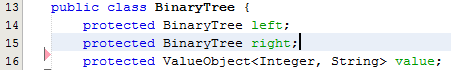 13 public class BinaryTree {
14 protected BinaryTree left;
15 protected BinaryTree right;
16 protected ValueObject<Integer, String> value;